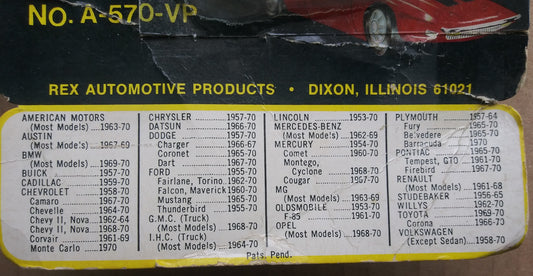 No. A-570-VP
REX AUTOMOTIVE PRODUCTS • DIXON, ILLINOIS 61021
AMERICAN MOTORS
(Most Models) ....1963-70
AUSTIN
(Most Models) ....1967-69
BMW
(Most Models) ....1969-70
BUICK ............1957-70
CADILLAC .........1959-70
CHEVROLET ........1958-70
Camaro ...........1967-70
Chevelle .........1964-70
Chevy II, Nova ...1962-64
Chevy II, Nova ...1968-70
Corvair ..........1961-69
Monte Carlo ......1970
CHRYSLER .........1957-70
DATSUN ...........1966-70
DODGE ............1957-70
Charger ..........1966-67
Coronet ..........1965-70
Dart .............1967-70
FORD .............1955-70
Fairlane, Torino..1962-70
Falcon, Maverick..1960-70
Mustang ..........1965-70
Thunderbird ......1955-70
G.M.C. (Truck)
(Most Models) ....1968-70
I.H.C. (Truck)
(Most Models) ....1964-70
LINCOLN ..........1953-70
MERCEDES-BENZ
(Most Models) ....1962-69
MERCURY ..........1954-70
Comet ............1960-70
Montego,
Cyclone ..........1968-70
Cougar ...........1967-70
MG
(Most Models) ....1963-69
OLDSMOBILE .......1953-70
F-85 .............1961-70
OPEL
(Most Models) ....1968-70
PLYMOUTH .........1957-64
Fury .............1965-70
Belvedere ........1965-70
Barracuda ........1970
PONTIAC ..........1965-70
Tempest, GTO .....1961-70
Firebird .........1967-70
RENAULT
(Most Models) ....1961-68
STUDEBAKER .......1956-65
WILLYS ...........1962-70
TOYOTA ...........1969-70
Corona ...........1966-73
VOLKSWAGEN
(Except Sedan) ...1958-70
Pats. Pend.